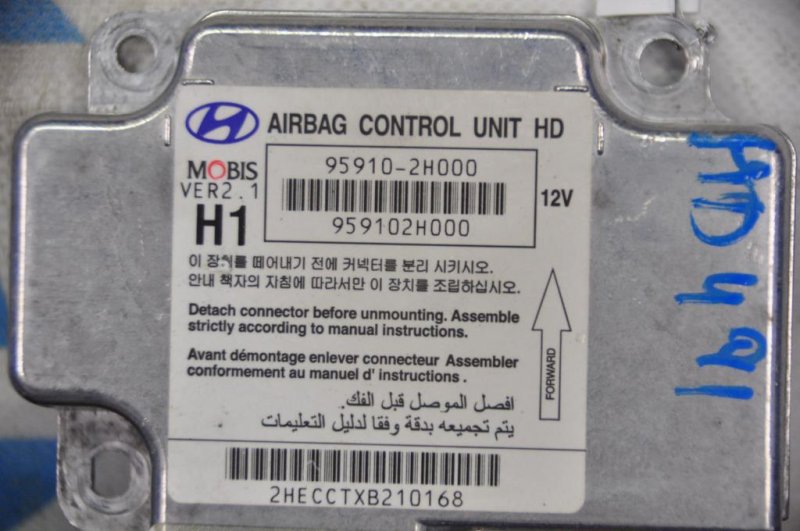 AIRBAG CONTROL UNIT HD
MOBIS
VER2.1
H1
95910-2H000
959102H000
12V
이 장치를 떼어내기 전에 커넥터를 분리 시키시오.
안내 책자의 지침에 따라서만 이 장치를 조립하십시오.
Detach connector before unmounting. Assemble
strictly according to manual instructions.
Avant démontage enlever connecteur Assembler
conformement au manuel d' instructions .
FORWARD
افصل الموصل قبل الفك.
يتم تجميعه بدقة وفقا لدليل التعليمات
2HECCTXB210168
HD 491